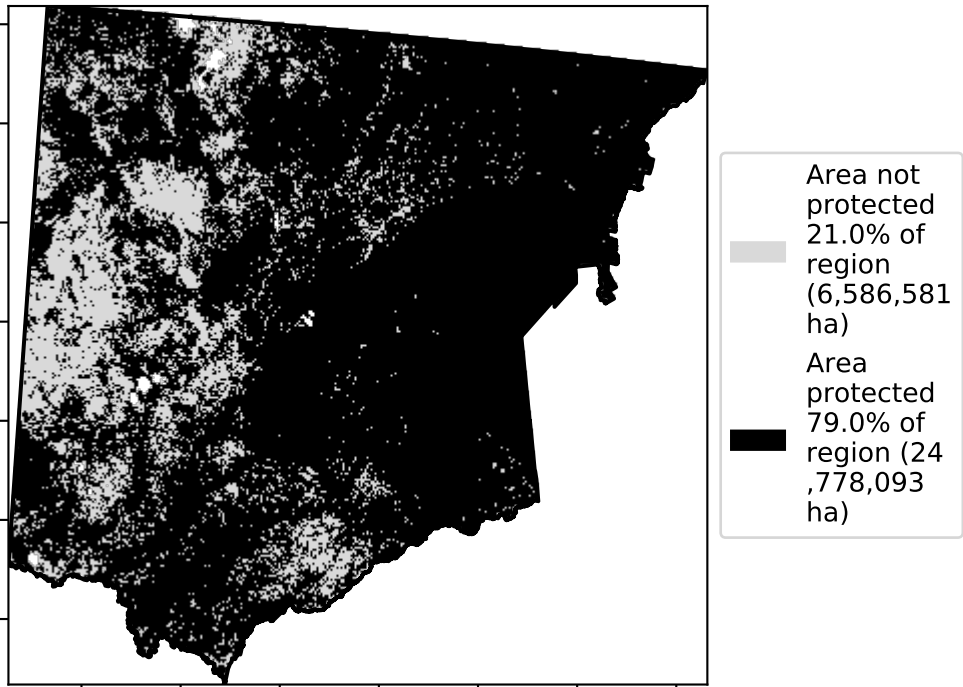 Area not
protected
21.0% of
region
(6,586,581
ha)
Area
protected
79.0% of
region (24
,778,093
ha)